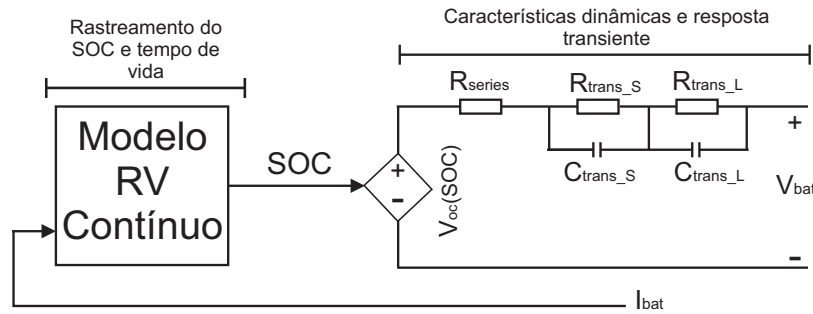 Rastreamento do
SOC e tempo de
vida
Características dinâmicas e resposta
transiente
Modelo
RV
Contínuo
SOC
+
-
Voc(SOC)
Rseries
Rtrans_S
Rtrans_L
Ctrans_S
Ctrans_L
+
Vbat
-
Ibat